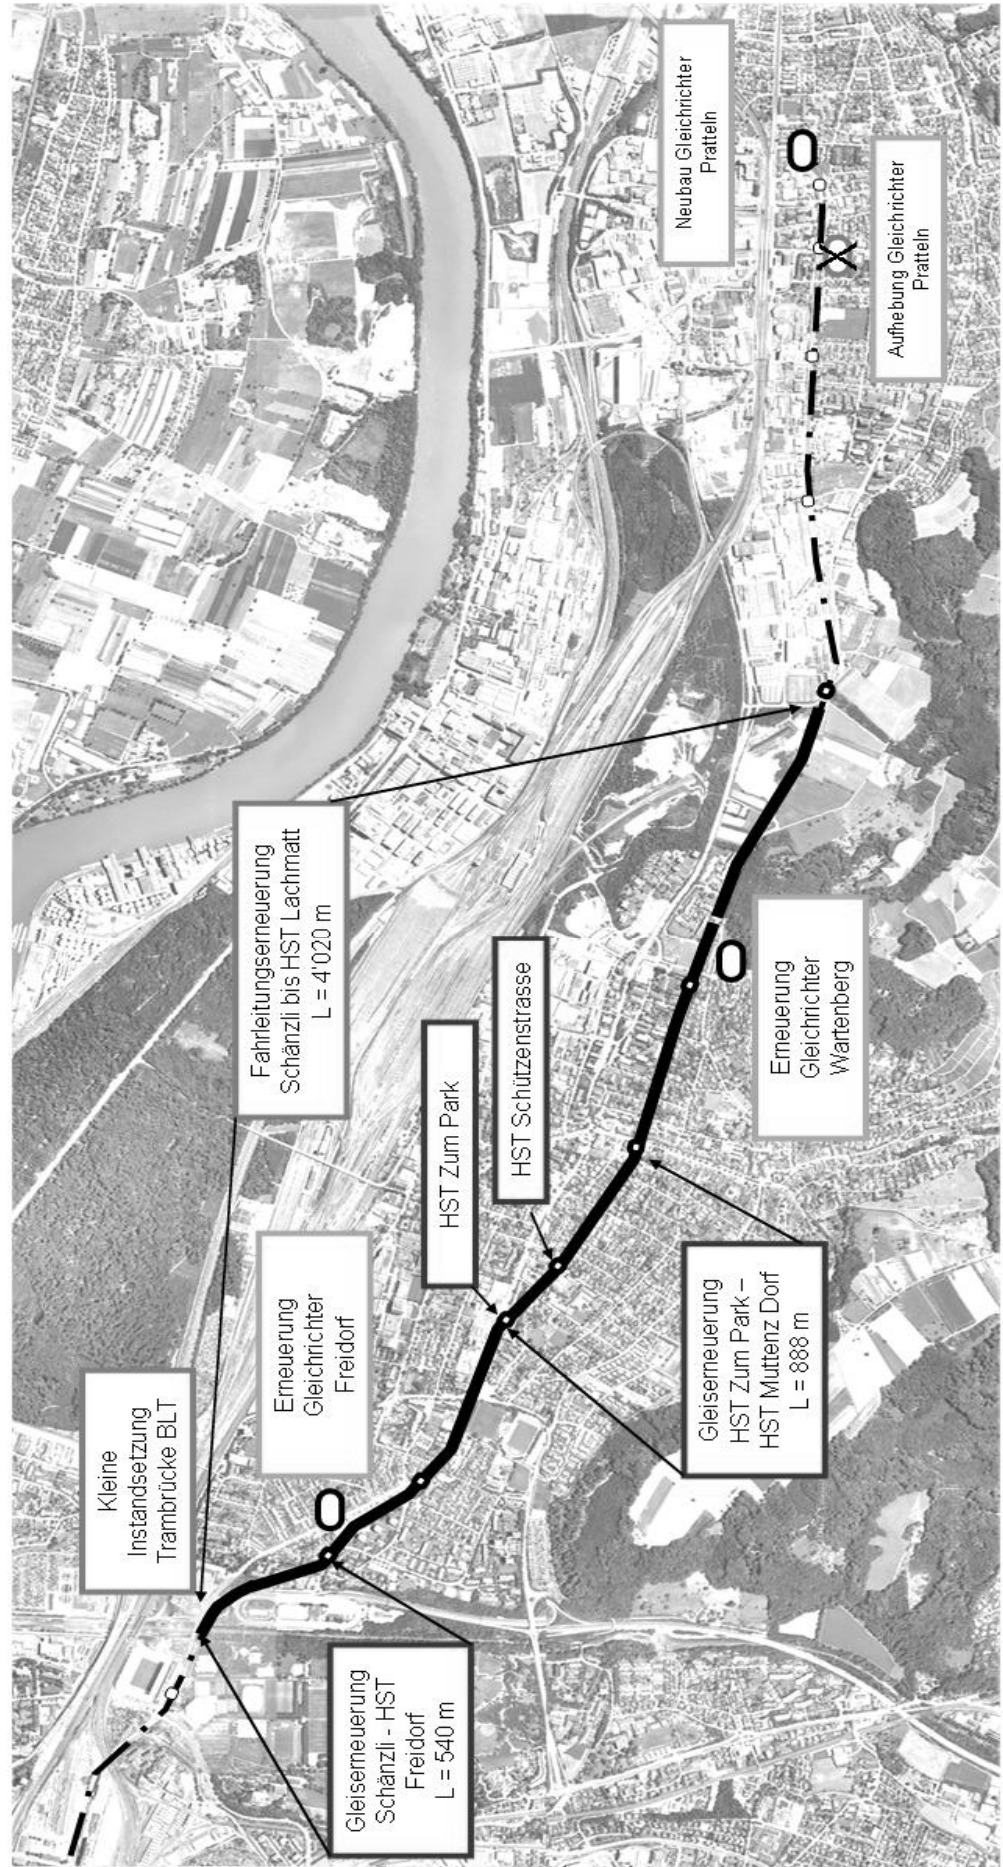 Kleine
Instandsetzung
Trambrücke BLT
Gleiserneuerung
Schänzli - HST
Freidorf
L = 540 m
Erneuerung
Gleichrichter
Freidorf
Fahrleitungserneuerung
Schänzli bis HST Lachmatt
L = 4'020 m
HST Zum Park
HST Schützenstrasse
Gleiserneuerung
HST Zum Park –
HST Muttenz Dorf
L = 888 m
Erneuerung
Gleichrichter
Wartenberg
Neubau Gleichrichter
Pratteln
Aufhebung Gleichrichter
Pratteln